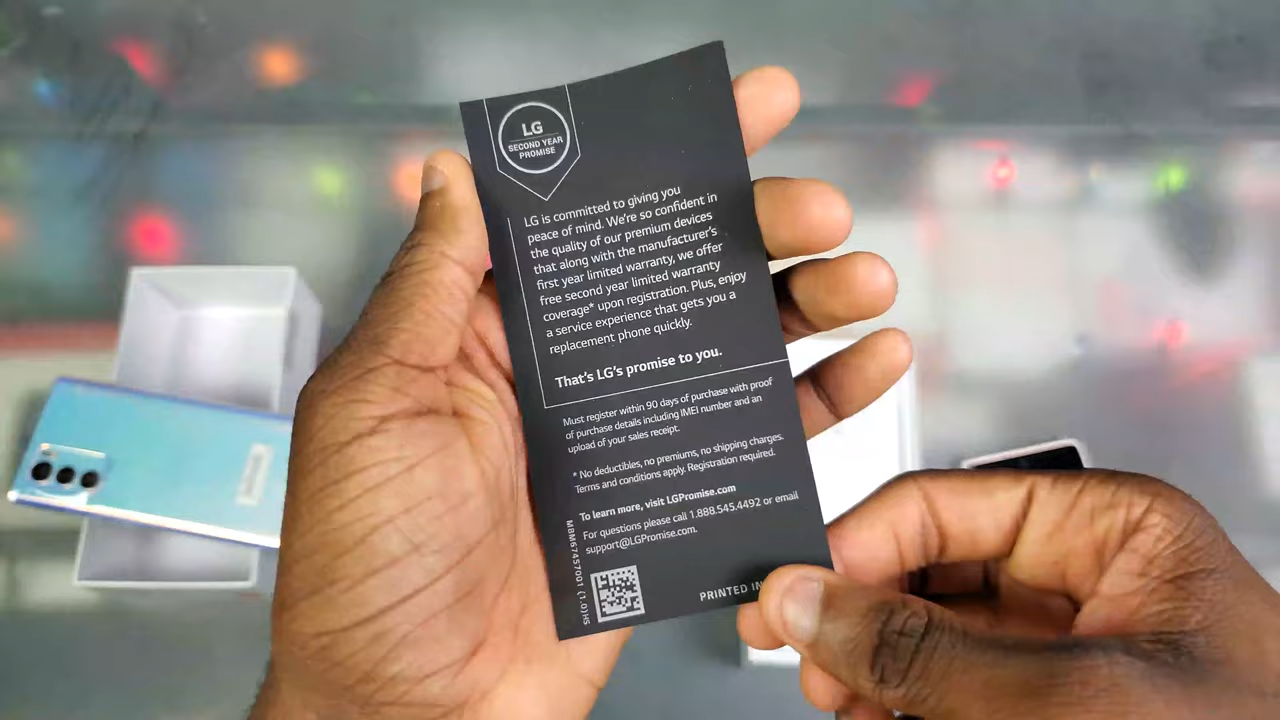 LG
SECOND YEAR
PROMISE
LG is committed to giving you
peace of mind. We're so confident in
the quality of our premium devices
that along with the manufacturer's
first year limited warranty, we offer
free second year limited warranty
coverage* upon registration. Plus, enjoy
a service experience that gets you a
replacement phone quickly.
That's LG's promise to you.
Must register within 90 days of purchase with proof
of purchase details including IMEI number and an
upload of your sales receipt.
* No deductibles, no premiums, no shipping charges.
Terms and conditions apply. Registration required.
To learn more, visit LGPromise.com
For questions please call 1.888.545.4492 or email
support@LGPromise.com.
MBM67457001 (1.0)HS
PRINTED IN